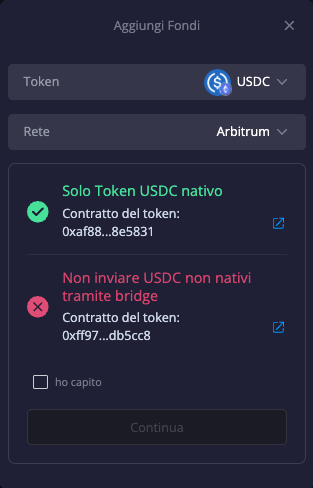 Aggiungi Fondi
Token USDC
Rete Arbitrum
Solo Token USDC nativo
Contratto del token:
0xaf88...8e5831
Non inviare USDC non nativi
tramite bridge
Contratto del token:
0xff97...db5cc8
ho capito
Continua